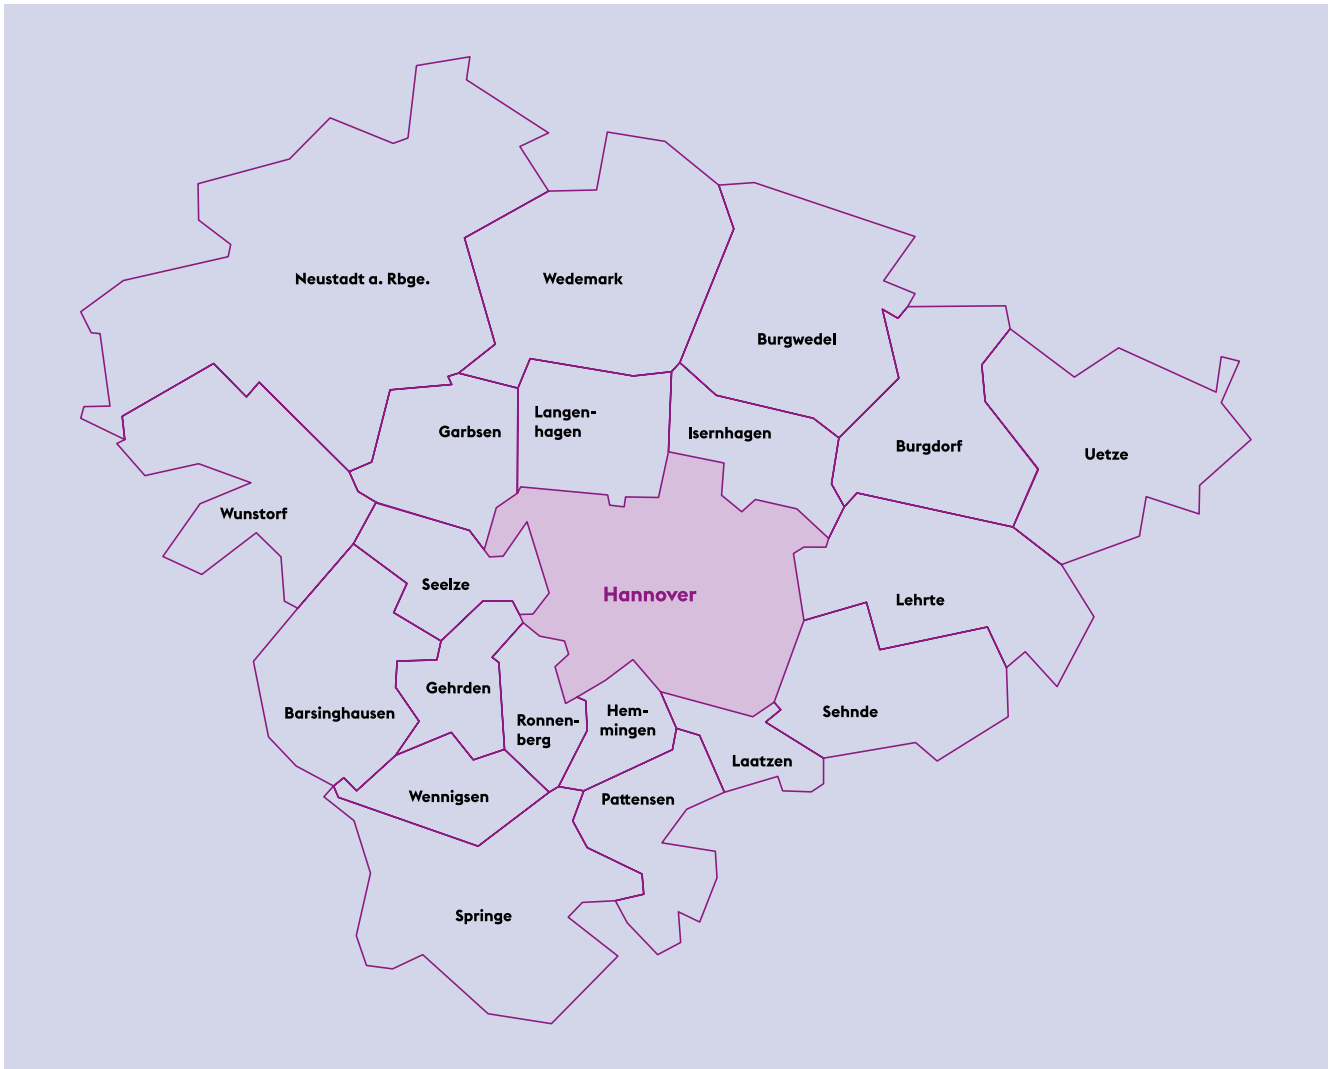 Neustadt a. Rbge.
Wedemark
Burgwedel
Langen-
hagen
Garbsen
Isernhagen
Burgdorf
Uetze
Wunstorf
Seelze
Hannover
Lehrte
Gehrden
Barsinghausen
Ronnen-
berg
Hem-
mingen
Sehnde
Laatzen
Wennigsen
Pattensen
Springe